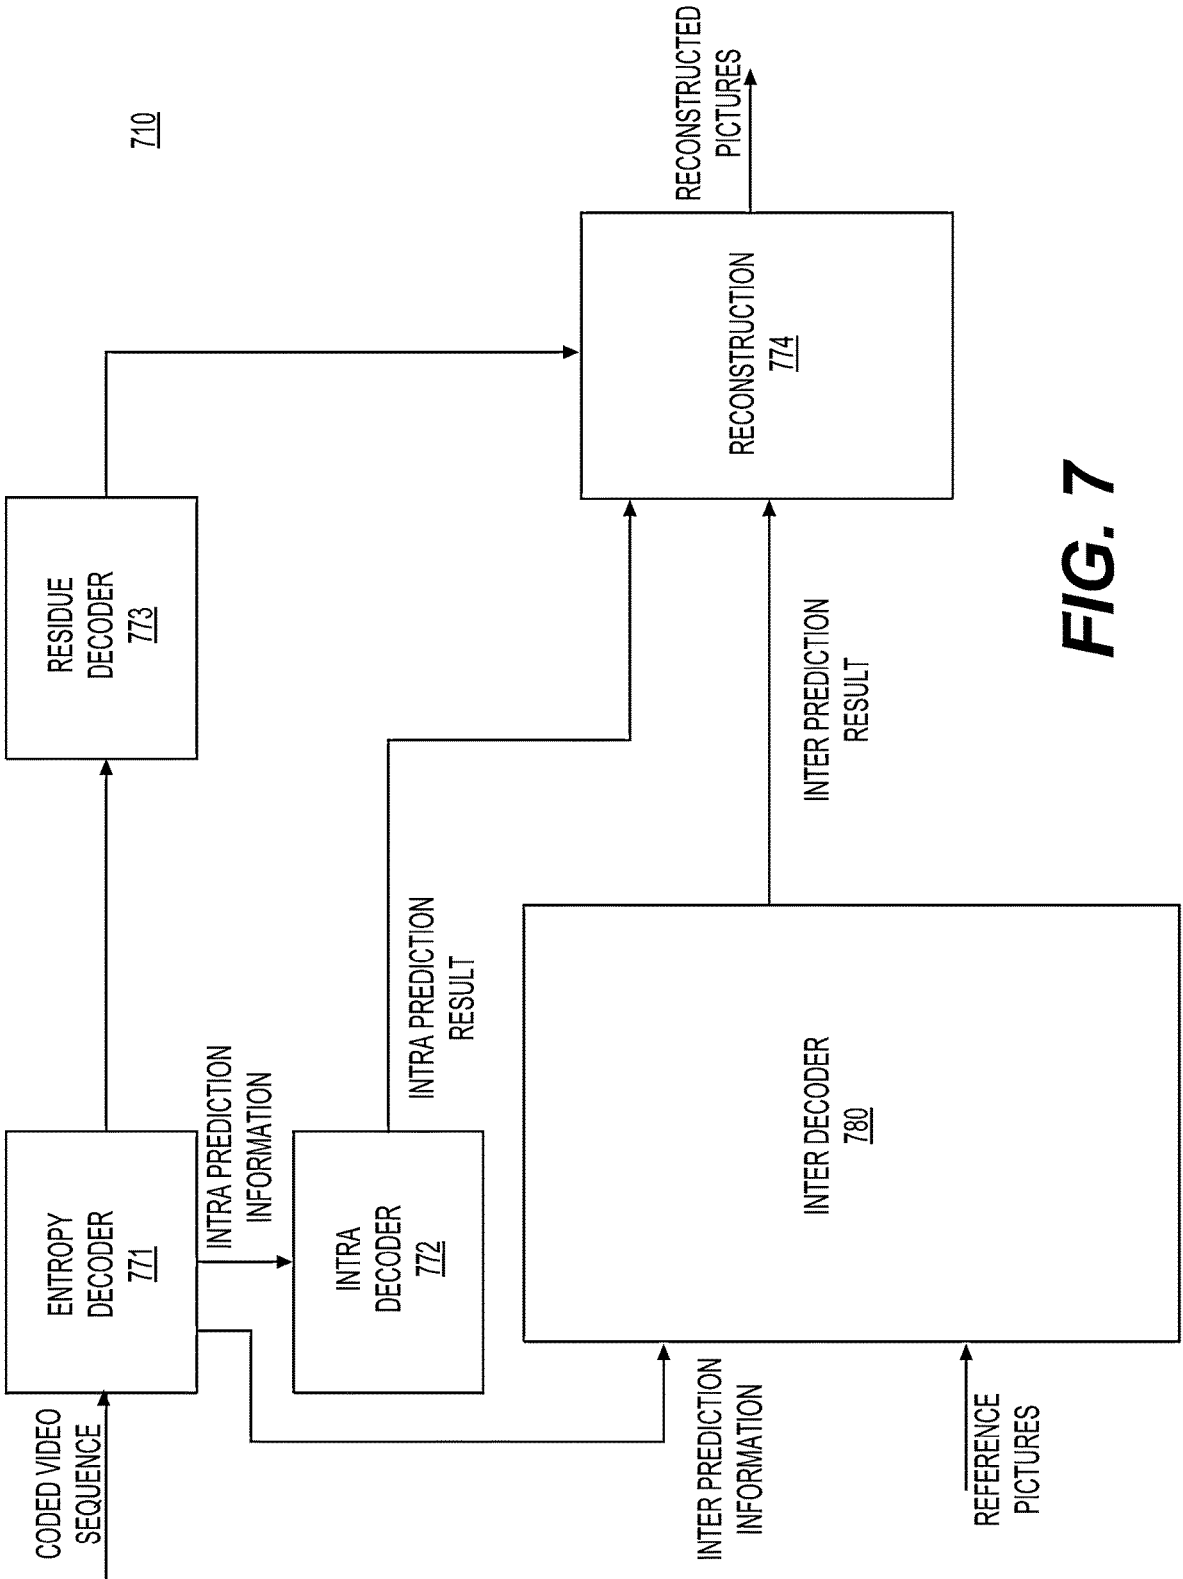 710
CODED VIDEO
SEQUENCE
ENTROPY
DECODER
771
RESIDUE
DECODER
773
INTRA PREDICTION
INFORMATION
INTRA
DECODER
772
INTRA PREDICTION
RESULT
INTER PREDICTION
INFORMATION
REFERENCE
PICTURES
INTER DECODER
780
INTER PREDICTION
RESULT
RECONSTRUCTION
774
RECONSTRUCTED
PICTURES
FIG. 7